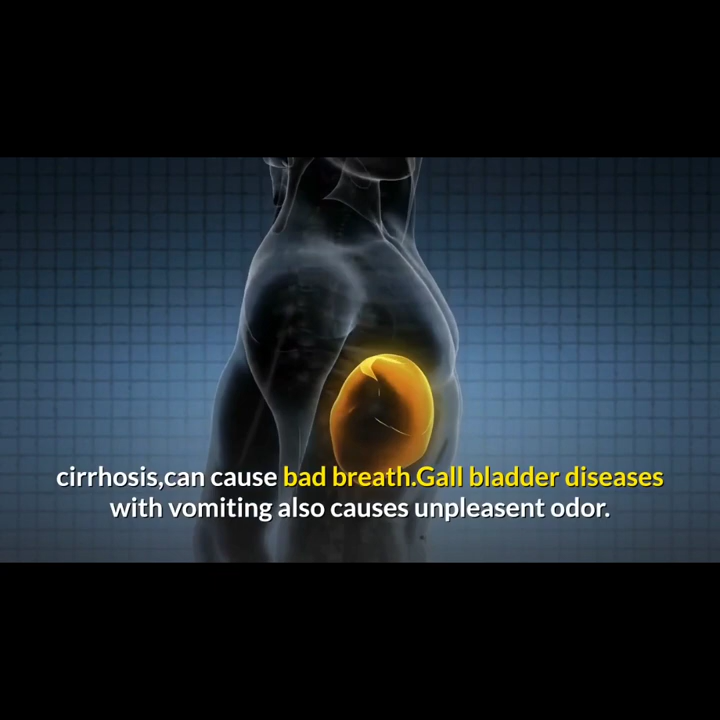 cirrhosis,can cause bad breath.Gall bladder diseases
with vomiting also causes unpleasent odor.